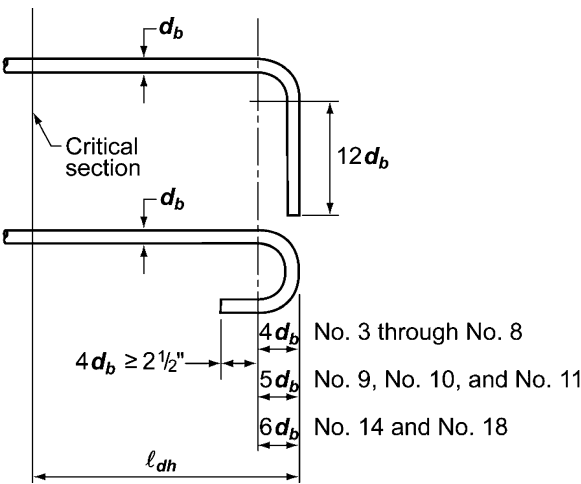 d_b
Critical
section
12d_b
d_b
4d_b No. 3 through No. 8
4d_b ≥ 2½"
5d_b No. 9, No. 10, and No. 11
6d_b No. 14 and No. 18
ℓ_dh